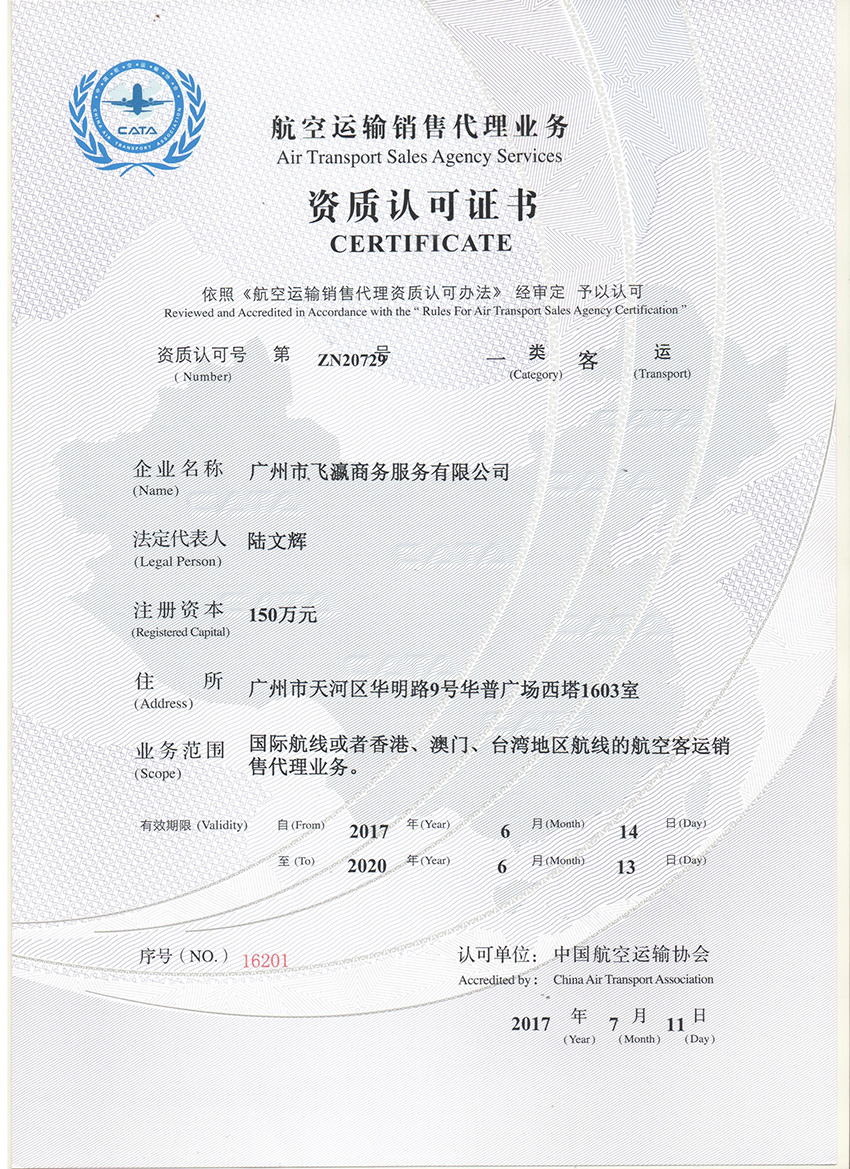 CATA
CHINA AIR TRANSPORT ASSOCIATION
航空运输销售代理业务
Air Transport Sales Agency Services
资质认可证书
CERTIFICATE
依照《航空运输销售代理资质认可办法》 经审定 予以认可
Reviewed and Accredited in Accordance with the “ Rules For Air Transport Sales Agency Certification ”
资质认可号 第 ZN20729 号 一 类 客 运
( Number) (Category) (Transport)
企业名称 广州市飞瀛商务服务有限公司
(Name)
法定代表人 陆文辉
(Legal Person)
注册资本 150万元
(Registered Capital)
住 所 广州市天河区华明路9号华普广场西塔1603室
(Address)
业务范围 国际航线或者香港、澳门、台湾地区航线的航空客运销
(Scope) 售代理业务。
有效期限 (Validity) 自 (From) 2017 年 (Year) 6 月 (Month) 14 日 (Day)
至 (To) 2020 年 (Year) 6 月 (Month) 13 日 (Day)
序号 ( NO. ) 16201 认可单位： 中国航空运输协会
Accredited by : China Air Transport Association
2017 年 7 月 11 日
(Year) (Month) (Day)